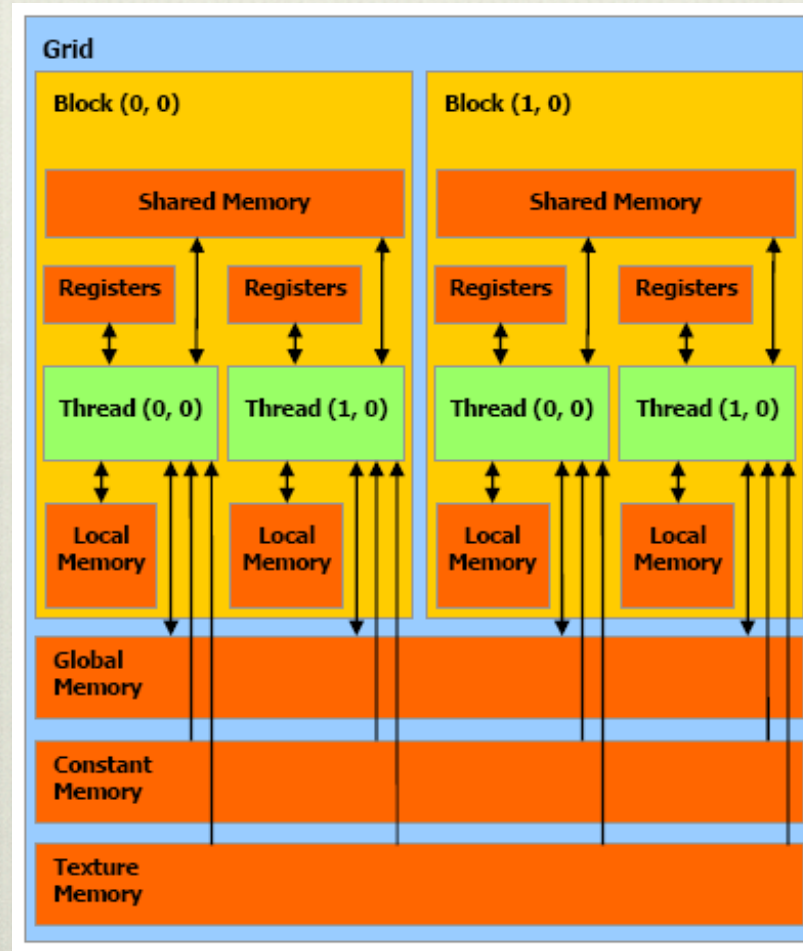 Grid
Block (0, 0)
Block (1, 0)
Shared Memory
Shared Memory
Registers
Registers
Registers
Registers
Thread (0, 0)
Thread (1, 0)
Thread (0, 0)
Thread (1, 0)
Local
Memory
Local
Memory
Local
Memory
Local
Memory
Global
Memory
Constant
Memory
Texture
Memory